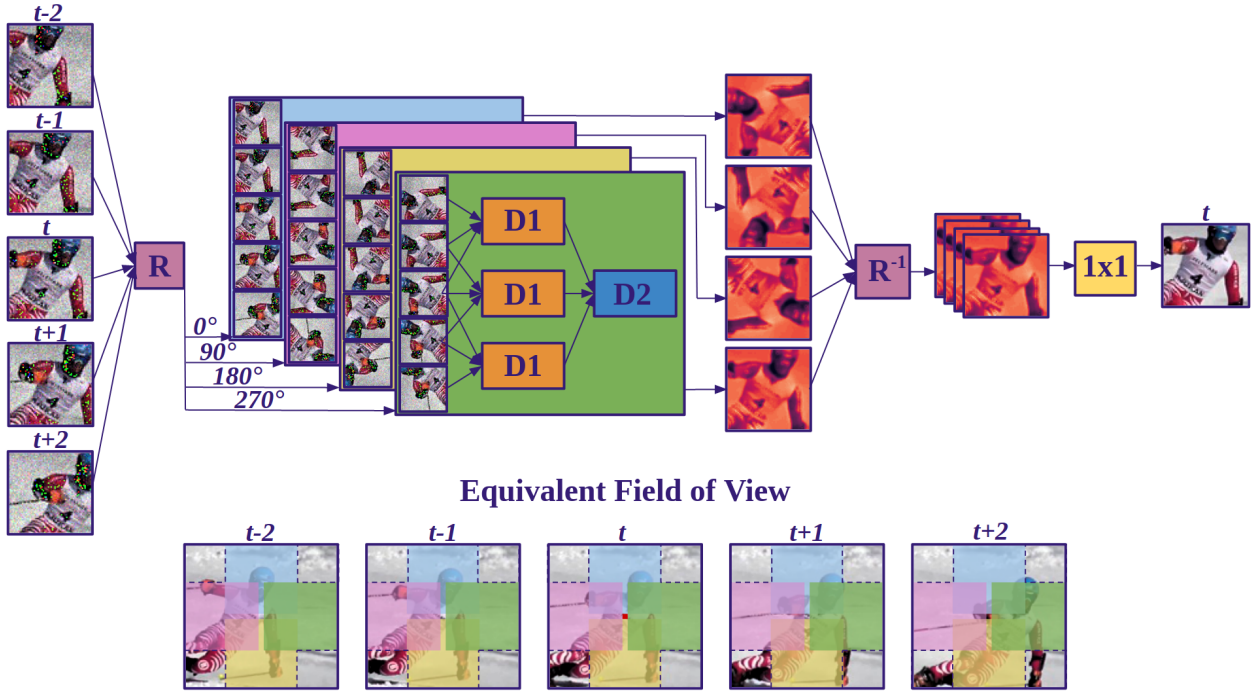 t-2
t-1
t
t+1
t+2
R
0°
90°
180°
270°
D1
D1
D1
D2
R-1
1x1
t
Equivalent Field of View
t-2
t-1
t
t+1
t+2